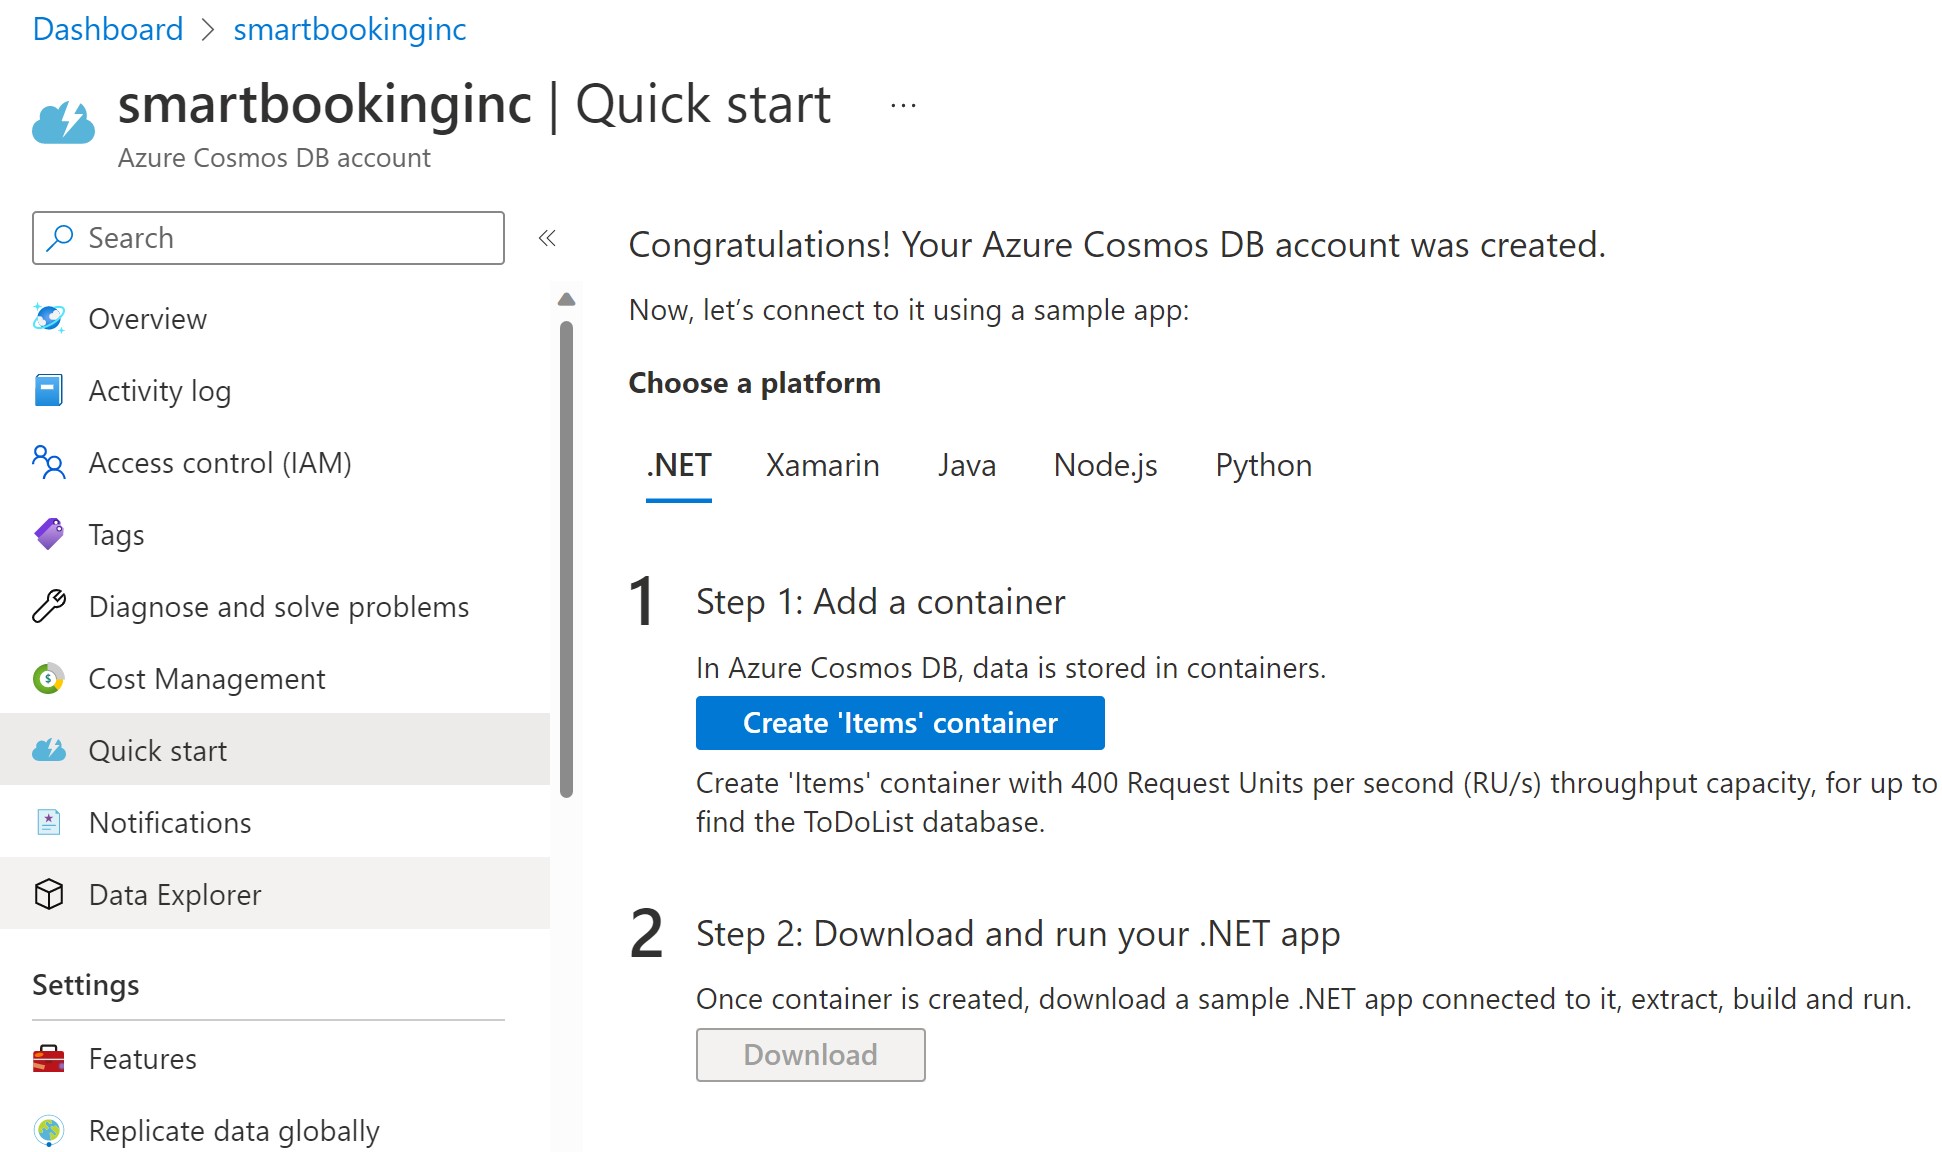 Dashboard > smartbookinginc
smartbookinginc | Quick start ...
Azure Cosmos DB account
Search
«
Overview
Activity log
Access control (IAM)
Tags
Diagnose and solve problems
Cost Management
Quick start
Notifications
Data Explorer
Settings
Features
Replicate data globally
Congratulations! Your Azure Cosmos DB account was created.
Now, let’s connect to it using a sample app:
Choose a platform
.NET Xamarin Java Node.js Python
1 Step 1: Add a container
In Azure Cosmos DB, data is stored in containers.
Create 'Items' container
Create 'Items' container with 400 Request Units per second (RU/s) throughput capacity, for up to
find the ToDoList database.
2 Step 2: Download and run your .NET app
Once container is created, download a sample .NET app connected to it, extract, build and run.
Download